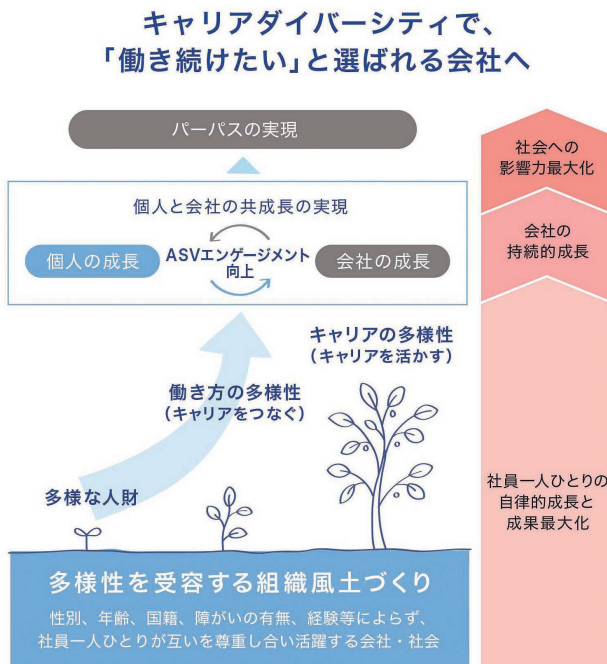 キャリアダイバーシティで、
「働き続けたい」と選ばれる会社へ
パーパスの実現
個人と会社の共成長の実現
個人の成長
ASVエンゲージメント
向上
会社の成長
キャリアの多様性
(キャリアを活かす)
働き方の多様性
(キャリアをつなぐ)
多様な人財
多様性を受容する組織風土づくり
性別、年齢、国籍、障がいの有無、経験等によらず、
社員一人ひとりが互いを尊重し合い活躍する会社・社会
社会への
影響力最大化
会社の
持続的成長
社員一人ひとりの
自律的成長と
成果最大化